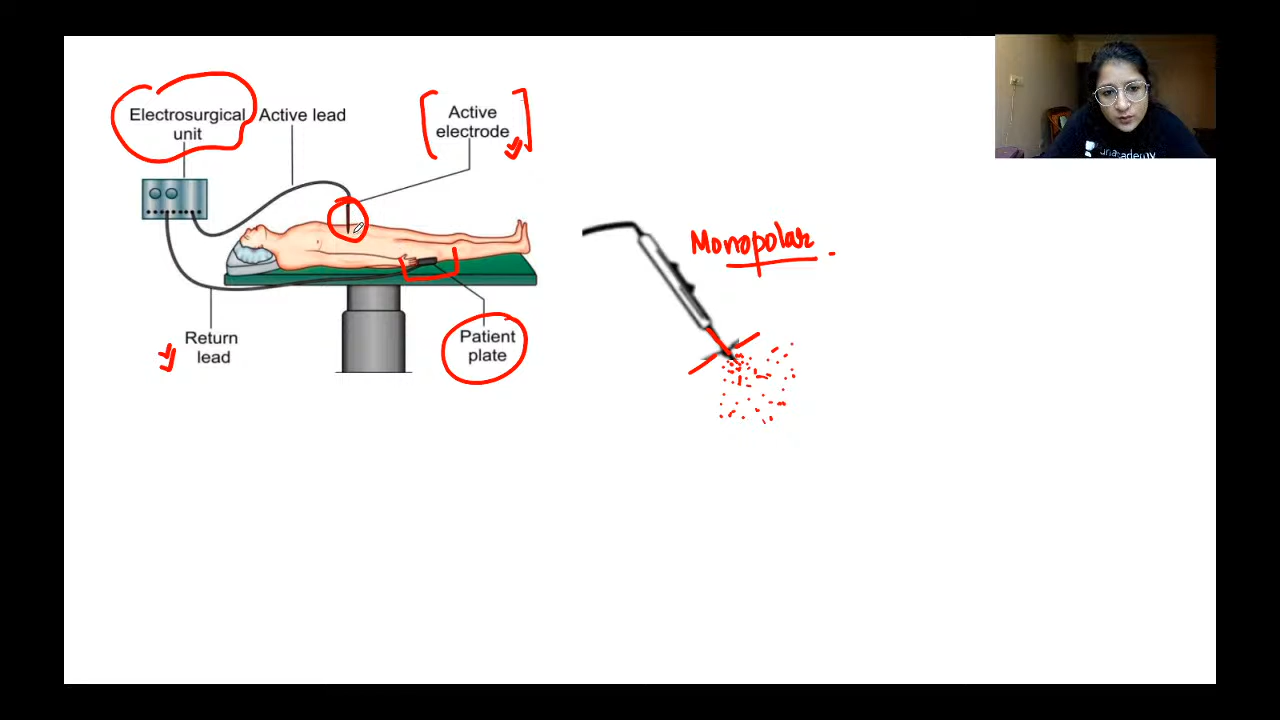 Electrosurgical
unit
Active lead
Active
electrode
Monopolar
Return
lead
Patient
plate